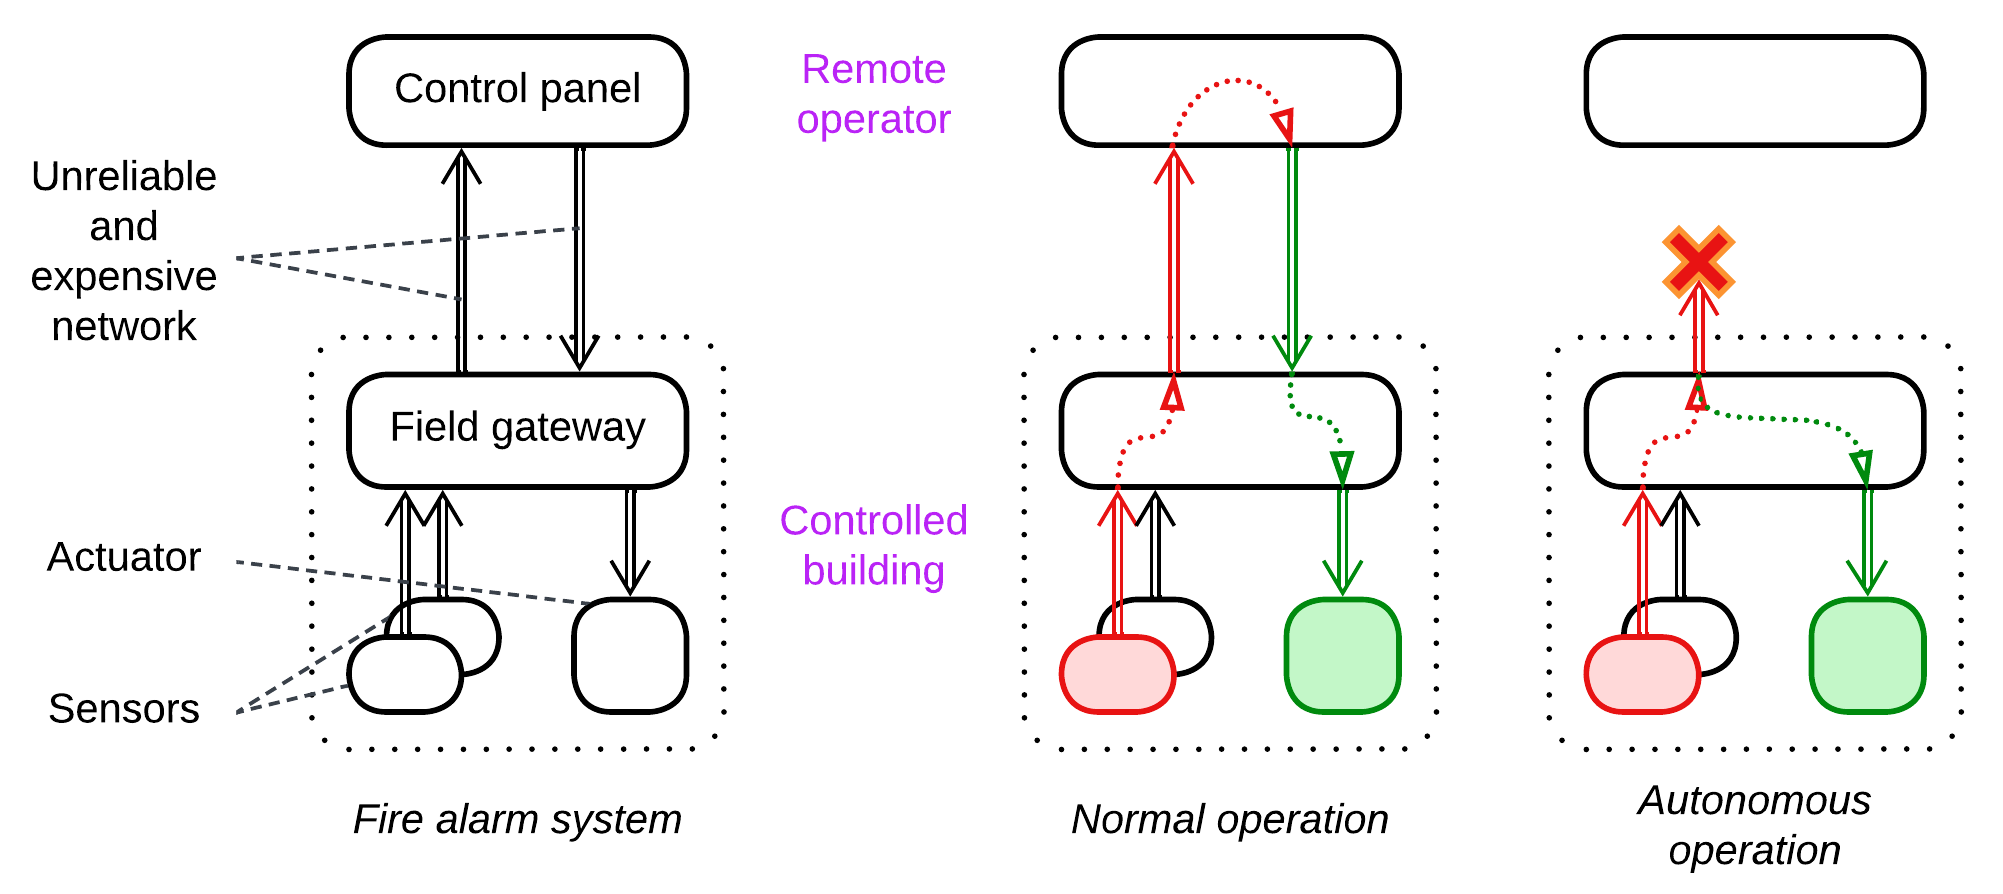 Control panel
Remote
operator
Unreliable
and
expensive
network
Field gateway
Controlled
building
Actuator
Sensors
Fire alarm system
Normal operation
Autonomous
operation